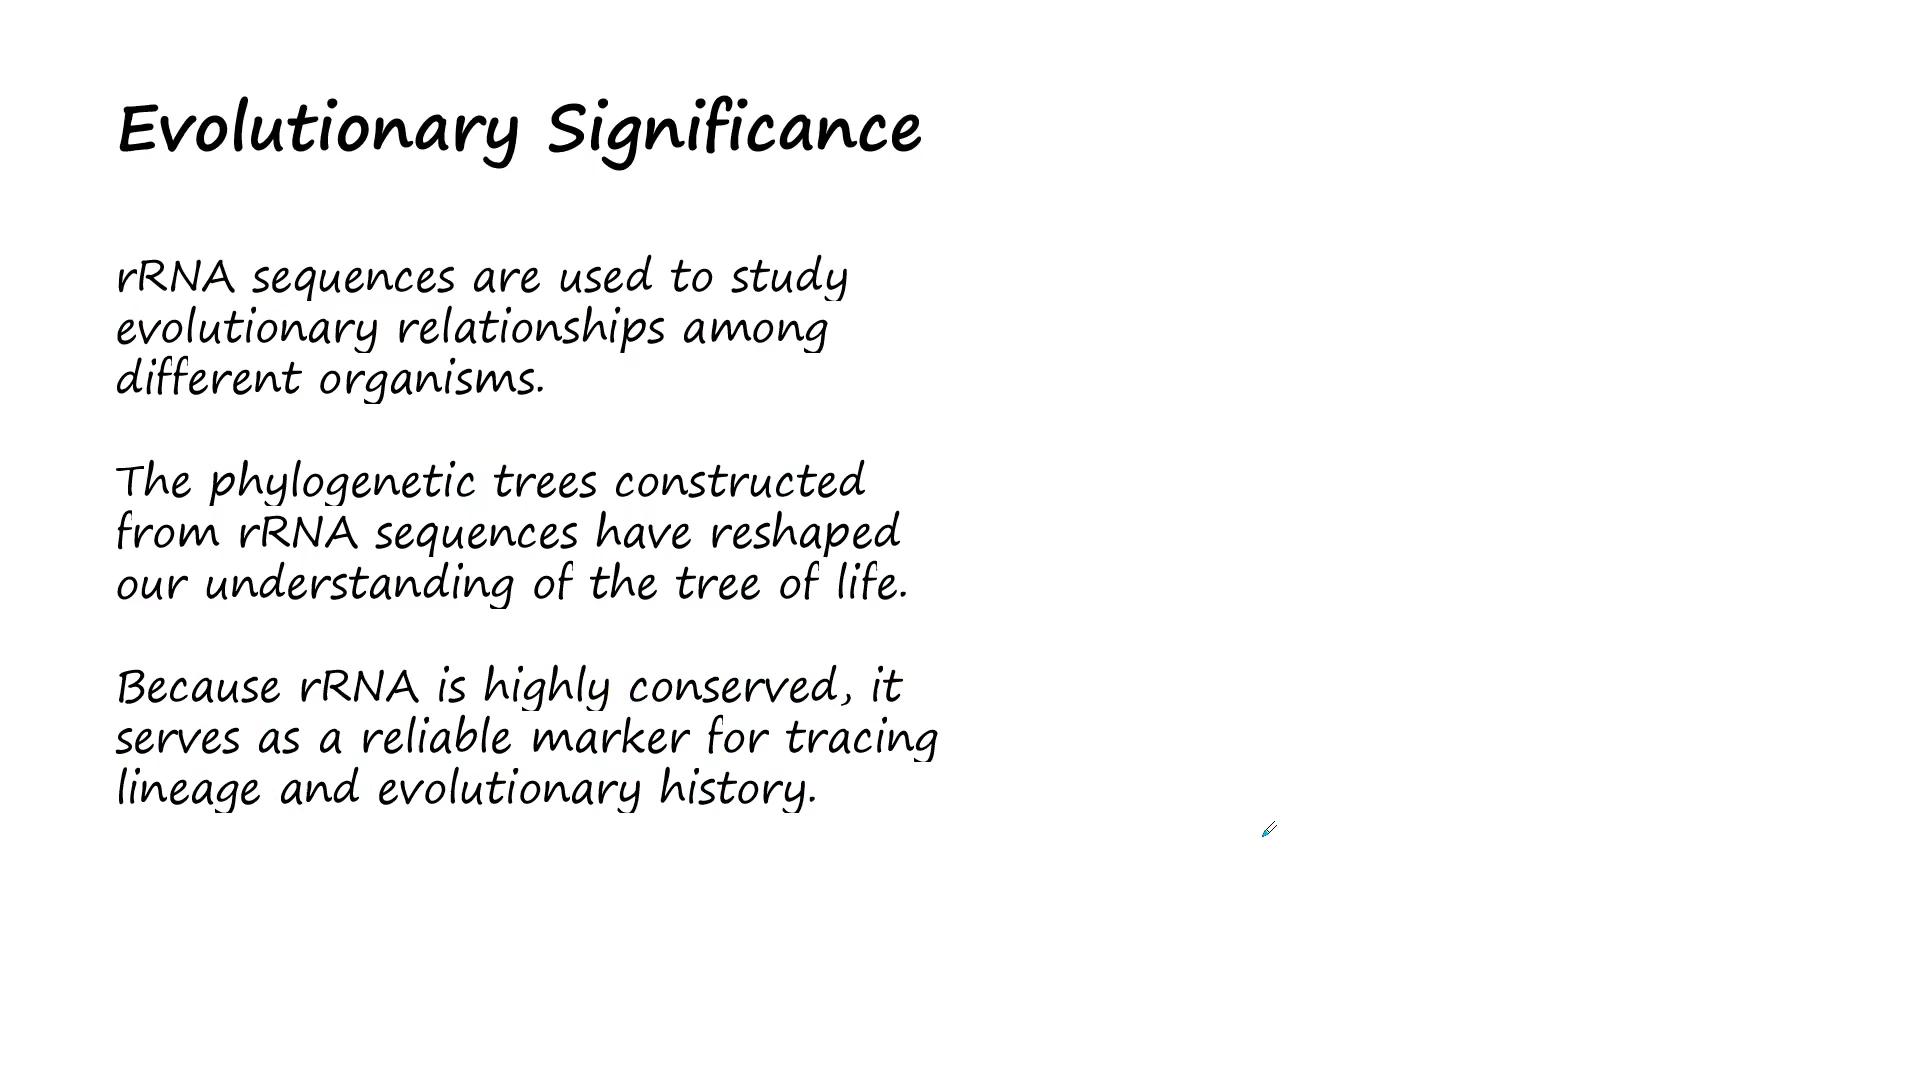 Evolutionary Significance
rRNA sequences are used to study
evolutionary relationships among
different organisms.
The phylogenetic trees constructed
from rRNA sequences have reshaped
our understanding of the tree of life.
Because rRNA is highly conserved, it
serves as a reliable marker for tracing
lineage and evolutionary history.